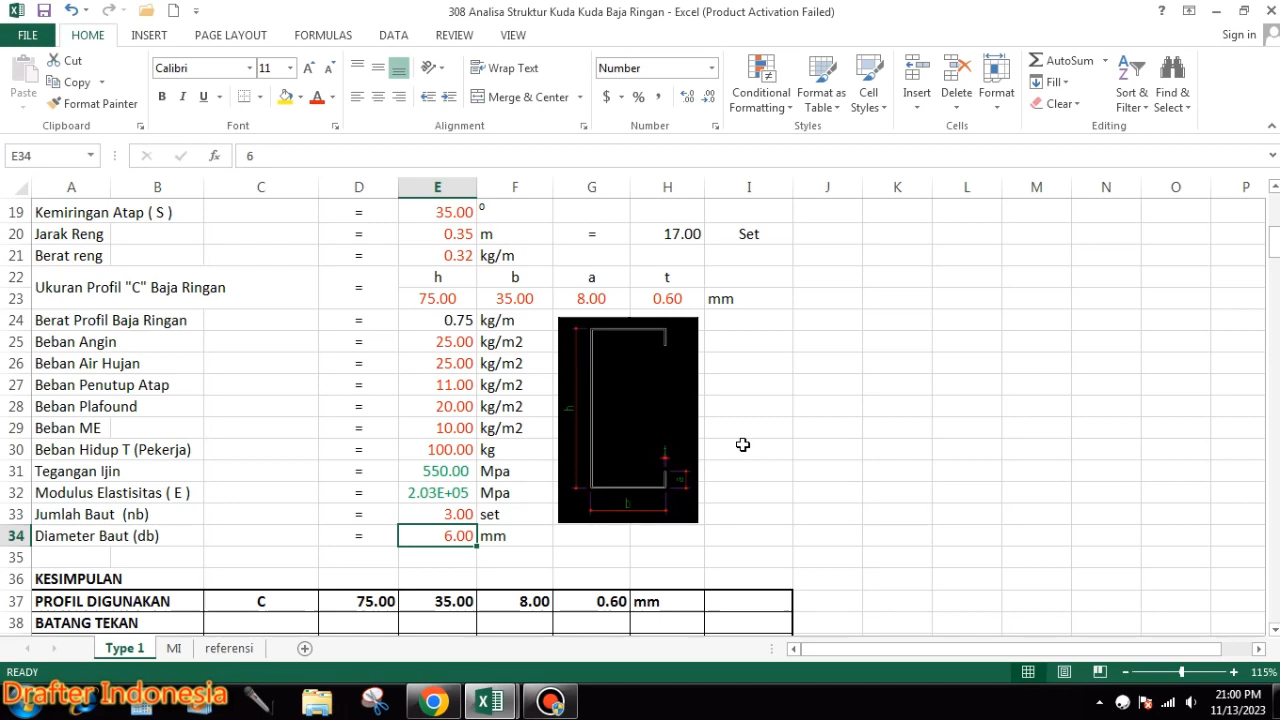 308 Analisa Struktur Kuda Kuda Baja Ringan - Excel (Product Activation Failed)
FILE HOME INSERT PAGE LAYOUT FORMULAS DATA REVIEW VIEW Sign in
Cut
Copy
Format Painter
Paste
Clipboard
Calibri 11
B I U
Font
Wrap Text
Merge & Center
Alignment
Number
$ % ,
Number
Conditional Formatting
Format as Table
Cell Styles
Styles
Insert Delete Format
Cells
AutoSum
Fill
Clear
Sort & Filter
Find & Select
Editing
E34 fx 6
A B C D E F G H I J K L M N O P
19 Kemiringan Atap ( S ) = 35.00 o
20 Jarak Reng = 0.35 m = 17.00 Set
21 Berat reng = 0.32 kg/m
22 Ukuran Profil "C" Baja Ringan = h b a t
23 75.00 35.00 8.00 0.60 mm
24 Berat Profil Baja Ringan = 0.75 kg/m
25 Beban Angin = 25.00 kg/m2
26 Beban Air Hujan = 25.00 kg/m2
27 Beban Penutup Atap = 11.00 kg/m2
28 Beban Plafound = 20.00 kg/m2
29 Beban ME = 10.00 kg/m2
30 Beban Hidup T (Pekerja) = 100.00 kg
31 Tegangan Ijin = 550.00 Mpa
32 Modulus Elastisitas ( E ) = 2.03E+05 Mpa
33 Jumlah Baut (nb) = 3.00 set
34 Diameter Baut (db) = 6.00 mm
35
36 KESIMPULAN
37 PROFIL DIGUNAKAN C 75.00 35.00 8.00 0.60 mm
38 BATANG TEKAN
h
b
Type 1 MI referensi
READY 115%
Drafter Indonesia
21:00 PM
11/13/2023